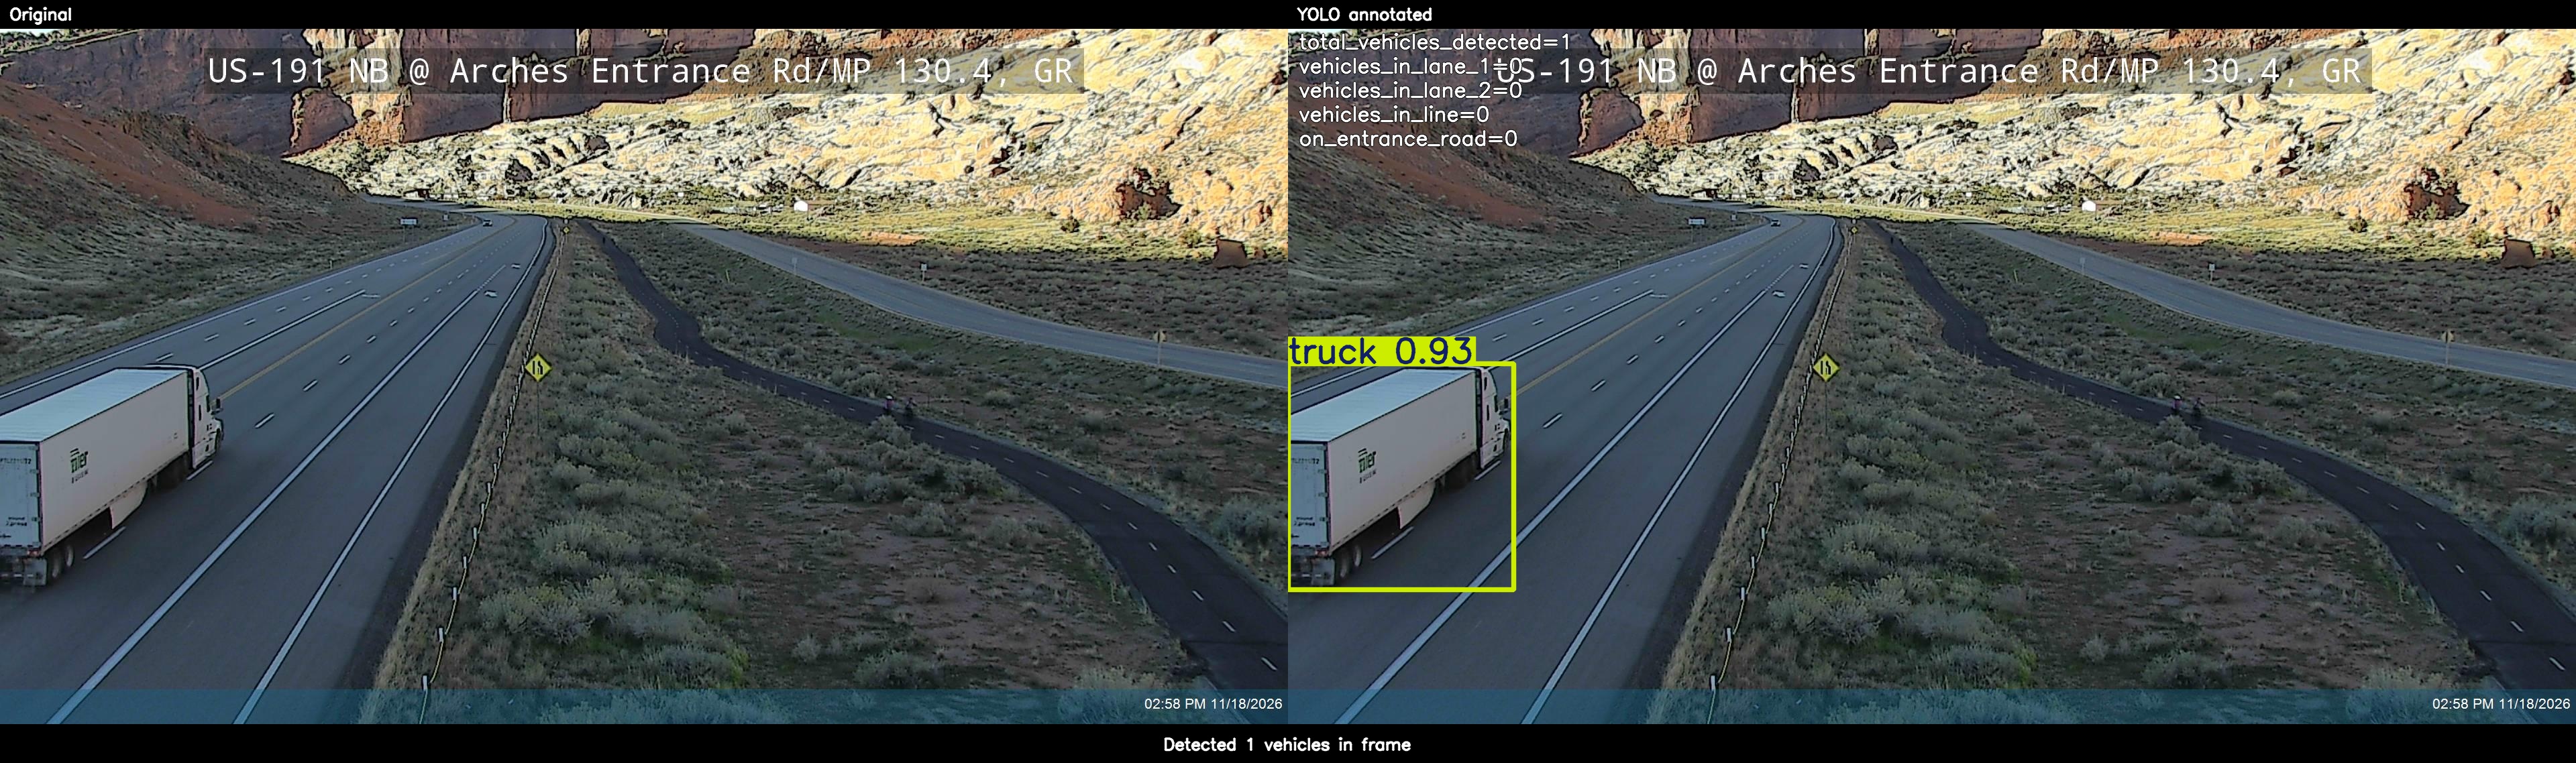 Original
US-191 NB @ Arches Entrance Rd/MP 130.4, GR
02:58 PM 11/18/2026
YOLO annotated
total_vehicles_detected=1
vehicles_in_lane_1=0
US-191 NB @ Arches Entrance Rd/MP 130.4, GR
vehicles_in_lane_2=0
vehicles_in_line=0
on_entrance_road=0
truck 0.93
02:58 PM 11/18/2026
Detected 1 vehicles in frame